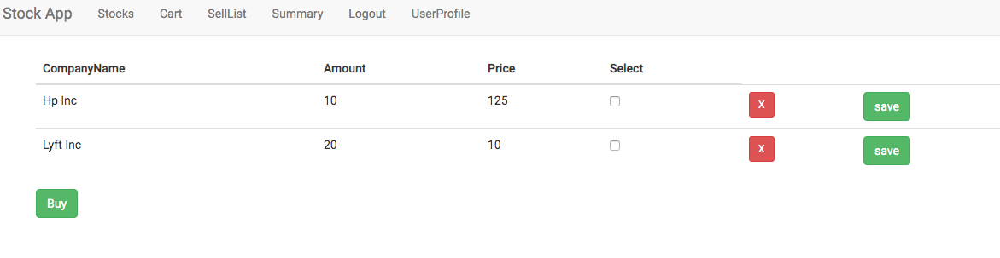 Stock App Stocks Cart SellList Summary Logout UserProfile
CompanyName Amount Price Select
Hp Inc 10 125 X save
Lyft Inc 20 10 X save
Buy